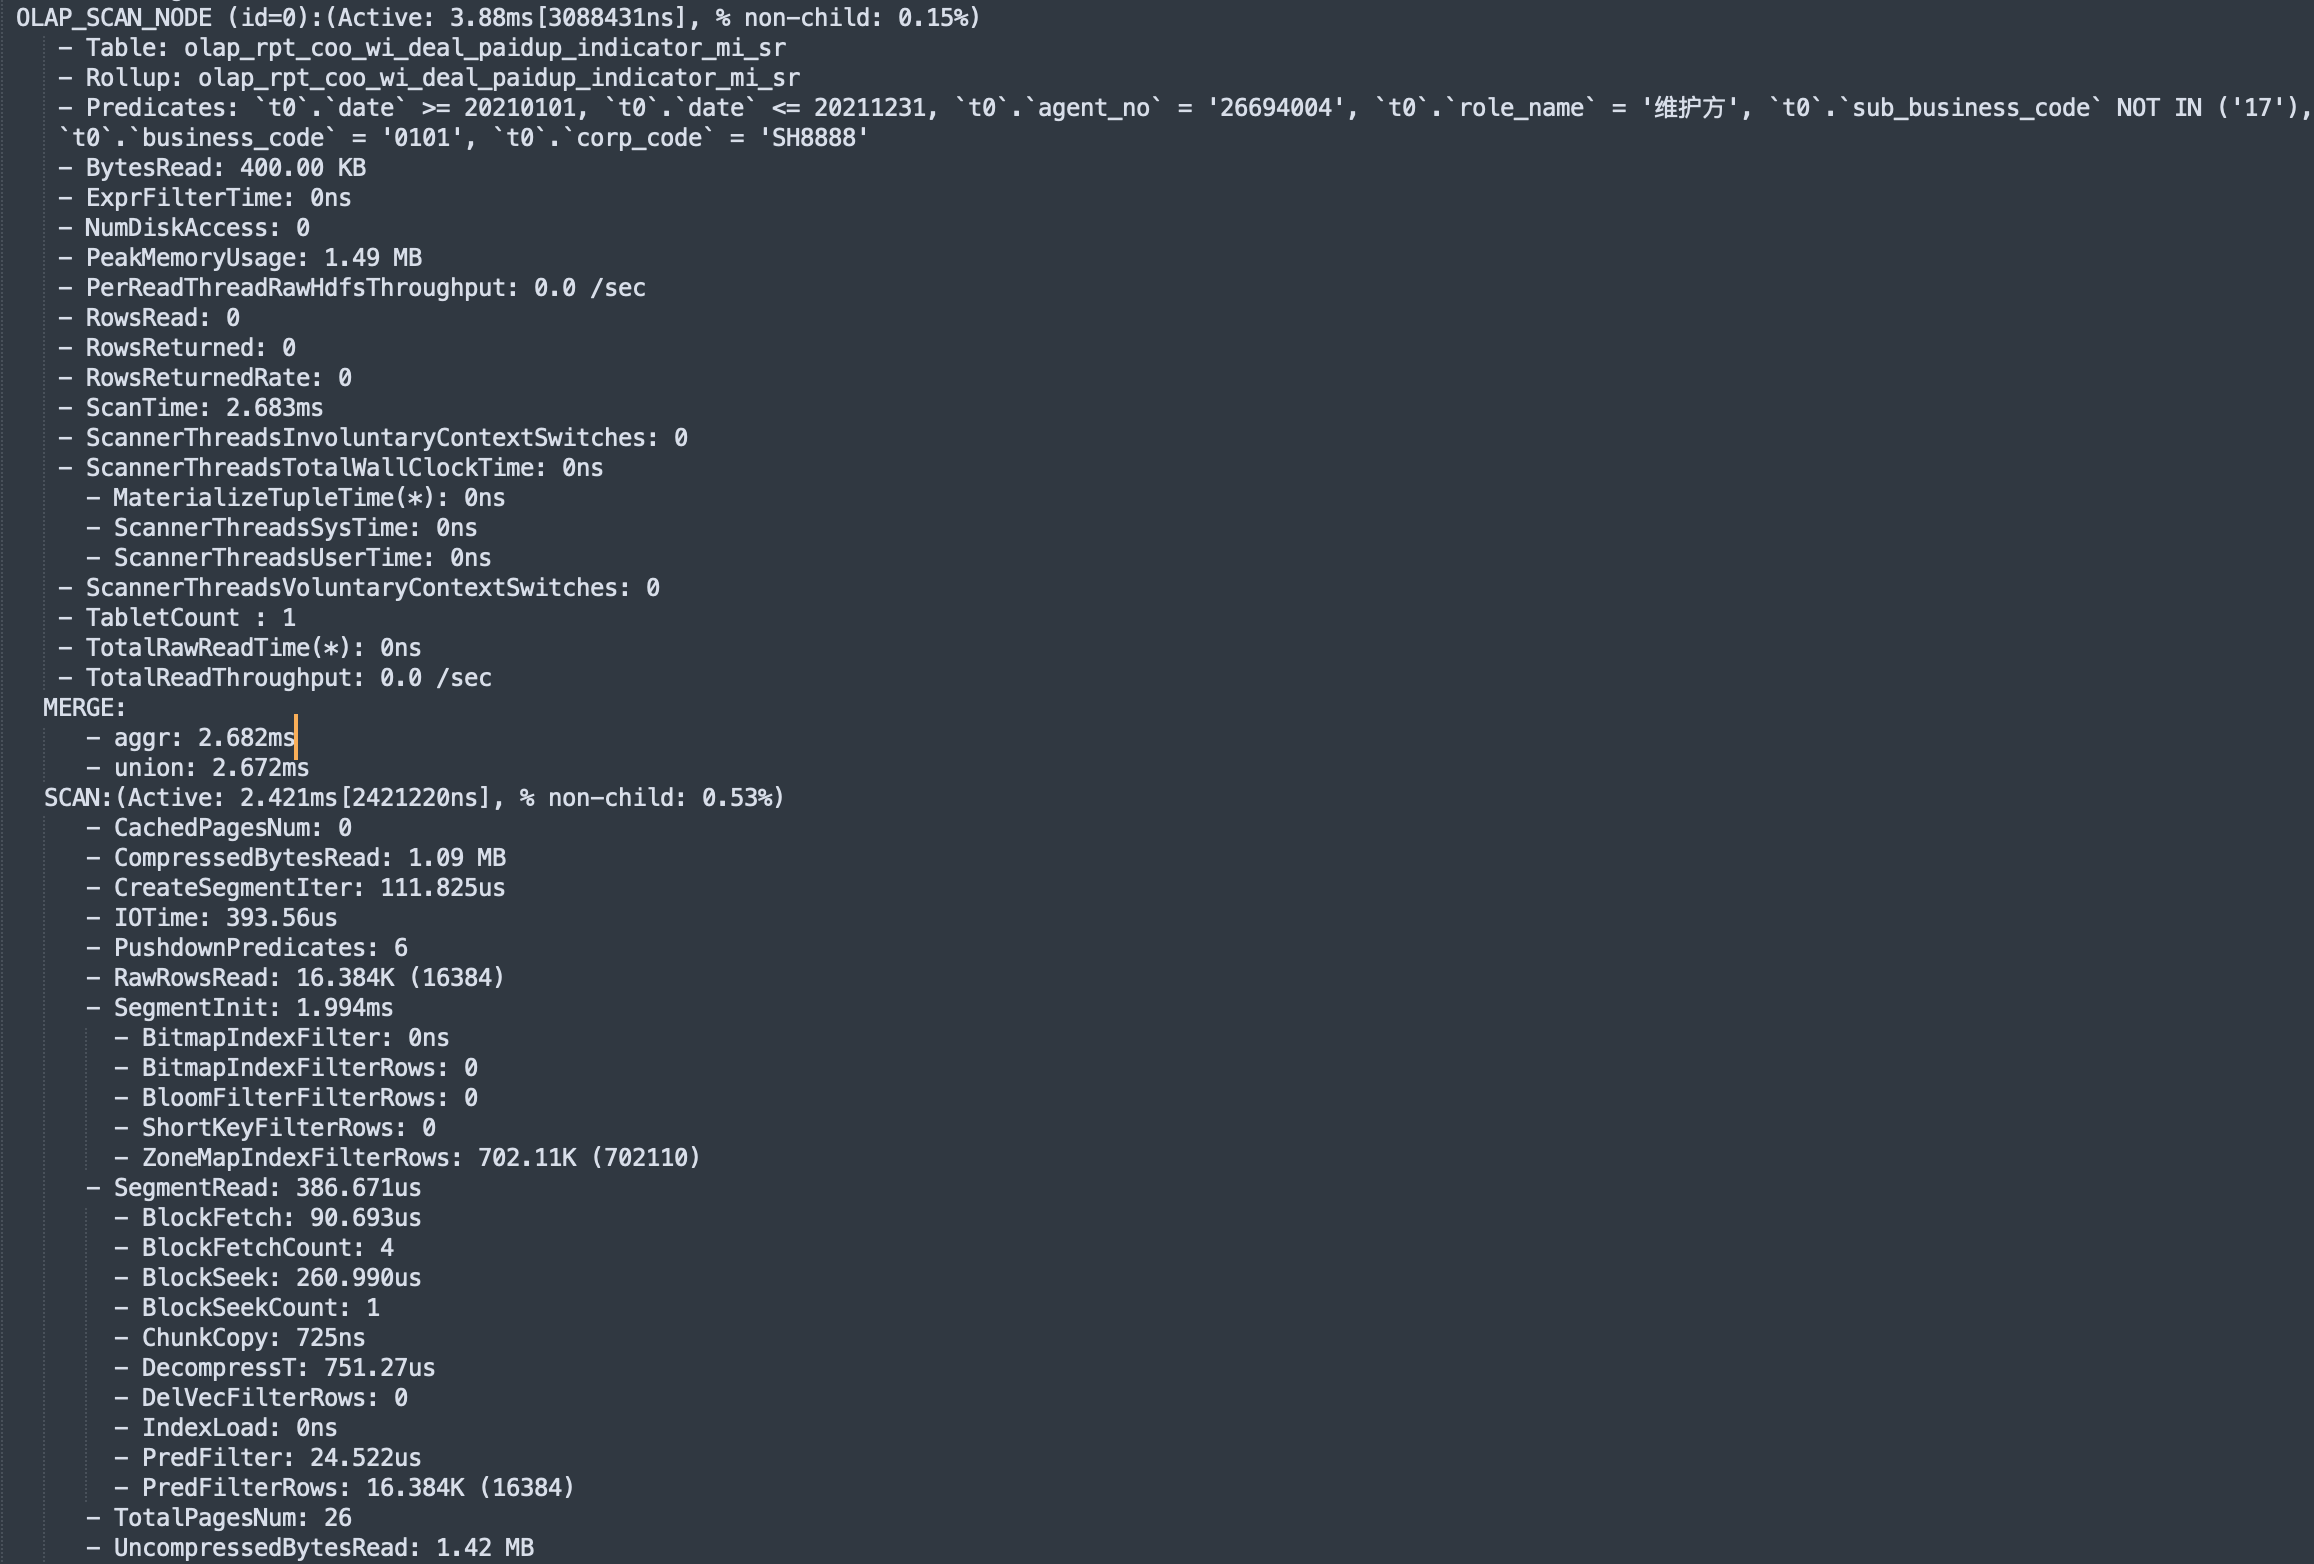 OLAP_SCAN_NODE (id=0):(Active: 3.88ms[3088431ns], % non-child: 0.15%)
– Table: olap_rpt_coo_wi_deal_paidup_indicator_mi_sr
– Rollup: olap_rpt_coo_wi_deal_paidup_indicator_mi_sr
– Predicates: `t0`.`date` >= 20210101, `t0`.`date` <= 20211231, `t0`.`agent_no` = '26694004', `t0`.`role_name` = '维护方', `t0`.`sub_business_code` NOT IN ('17'),
`t0`.`business_code` = '0101', `t0`.`corp_code` = 'SH8888'
– BytesRead: 400.00 KB
– ExprFilterTime: 0ns
– NumDiskAccess: 0
– PeakMemoryUsage: 1.49 MB
– PerReadThreadRawHdfsThroughput: 0.0 /sec
– RowsRead: 0
– RowsReturned: 0
– RowsReturnedRate: 0
– ScanTime: 2.683ms
– ScannerThreadsInvoluntaryContextSwitches: 0
– ScannerThreadsTotalWallClockTime: 0ns
– MaterializeTupleTime(*): 0ns
– ScannerThreadsSysTime: 0ns
– ScannerThreadsUserTime: 0ns
– ScannerThreadsVoluntaryContextSwitches: 0
– TabletCount : 1
– TotalRawReadTime(*): 0ns
– TotalReadThroughput: 0.0 /sec
MERGE:
– aggr: 2.682ms
– union: 2.672ms
SCAN:(Active: 2.421ms[2421220ns], % non-child: 0.53%)
– CachedPagesNum: 0
– CompressedBytesRead: 1.09 MB
– CreateSegmentIter: 111.825us
– IOTime: 393.56us
– PushdownPredicates: 6
– RawRowsRead: 16.384K (16384)
– SegmentInit: 1.994ms
– BitmapIndexFilter: 0ns
– BitmapIndexFilterRows: 0
– BloomFilterFilterRows: 0
– ShortKeyFilterRows: 0
– ZoneMapIndexFilterRows: 702.11K (702110)
– SegmentRead: 386.671us
– BlockFetch: 90.693us
– BlockFetchCount: 4
– BlockSeek: 260.990us
– BlockSeekCount: 1
– ChunkCopy: 725ns
– DecompressT: 751.27us
– DelVecFilterRows: 0
– IndexLoad: 0ns
– PredFilter: 24.522us
– PredFilterRows: 16.384K (16384)
– TotalPagesNum: 26
– UncompressedBytesRead: 1.42 MB